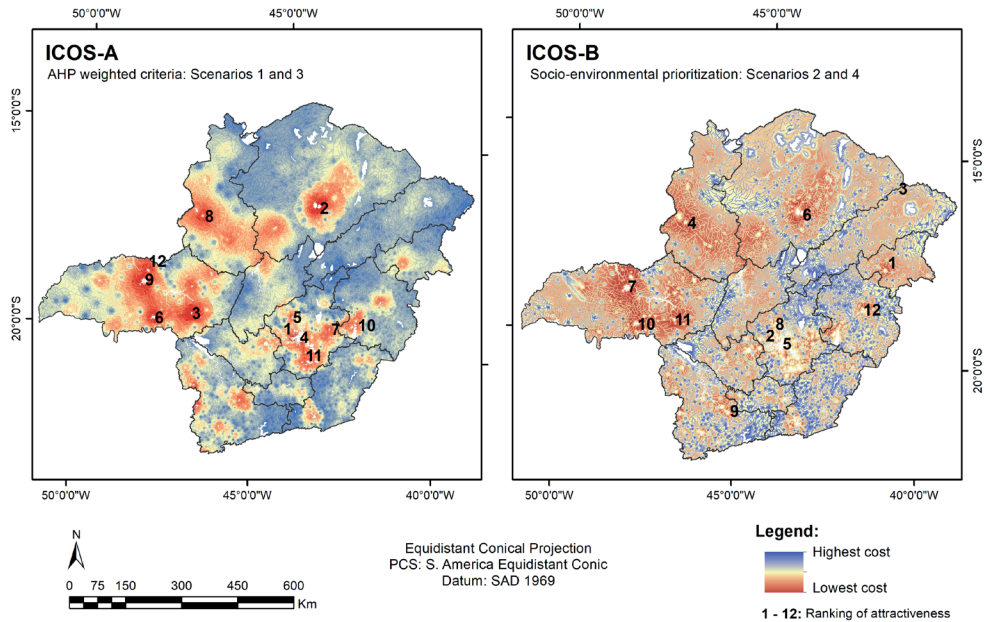 45°0'0"W
40°0'0"W
50°0'0"W
45°0'0"W
ICOS-A
AHP weighted criteria: Scenarios 1 and 3
15°0'0"S
20°0'0"S
8
2
12
9
6
3
5
1
4
7
10
11
50°0'0"W
45°0'0"W
40°0'0"W
ICOS-B
Socio-environmental prioritization: Scenarios 2 and 4
15°0'0"S
20°0'0"S
3
4
6
1
7
12
10
11
8
2
5
9
50°0'0"W
45°0'0"W
40°0'0"W
N
0 75 150 300 450 600
Km
Equidistant Conical Projection
PCS: S. America Equidistant Conic
Datum: SAD 1969
Legend:
Highest cost
Lowest cost
1 - 12: Ranking of attractiveness